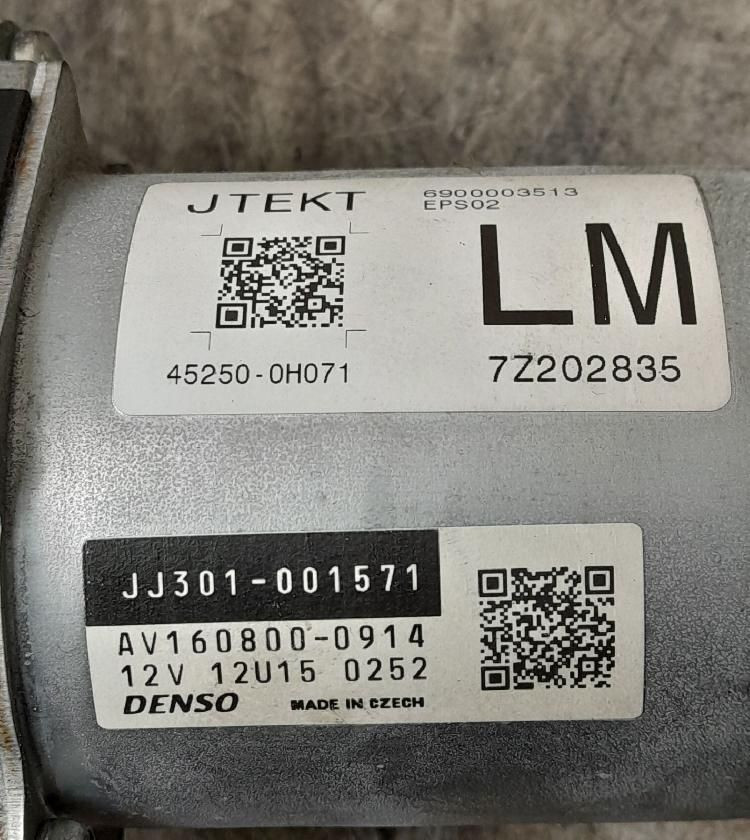 JTEKT
6900003513
EPS02
LM
45250-0H071
7Z202835
JJ301-001571
AV160800-0914
12V 12U15 0252
DENSO MADE IN CZECH